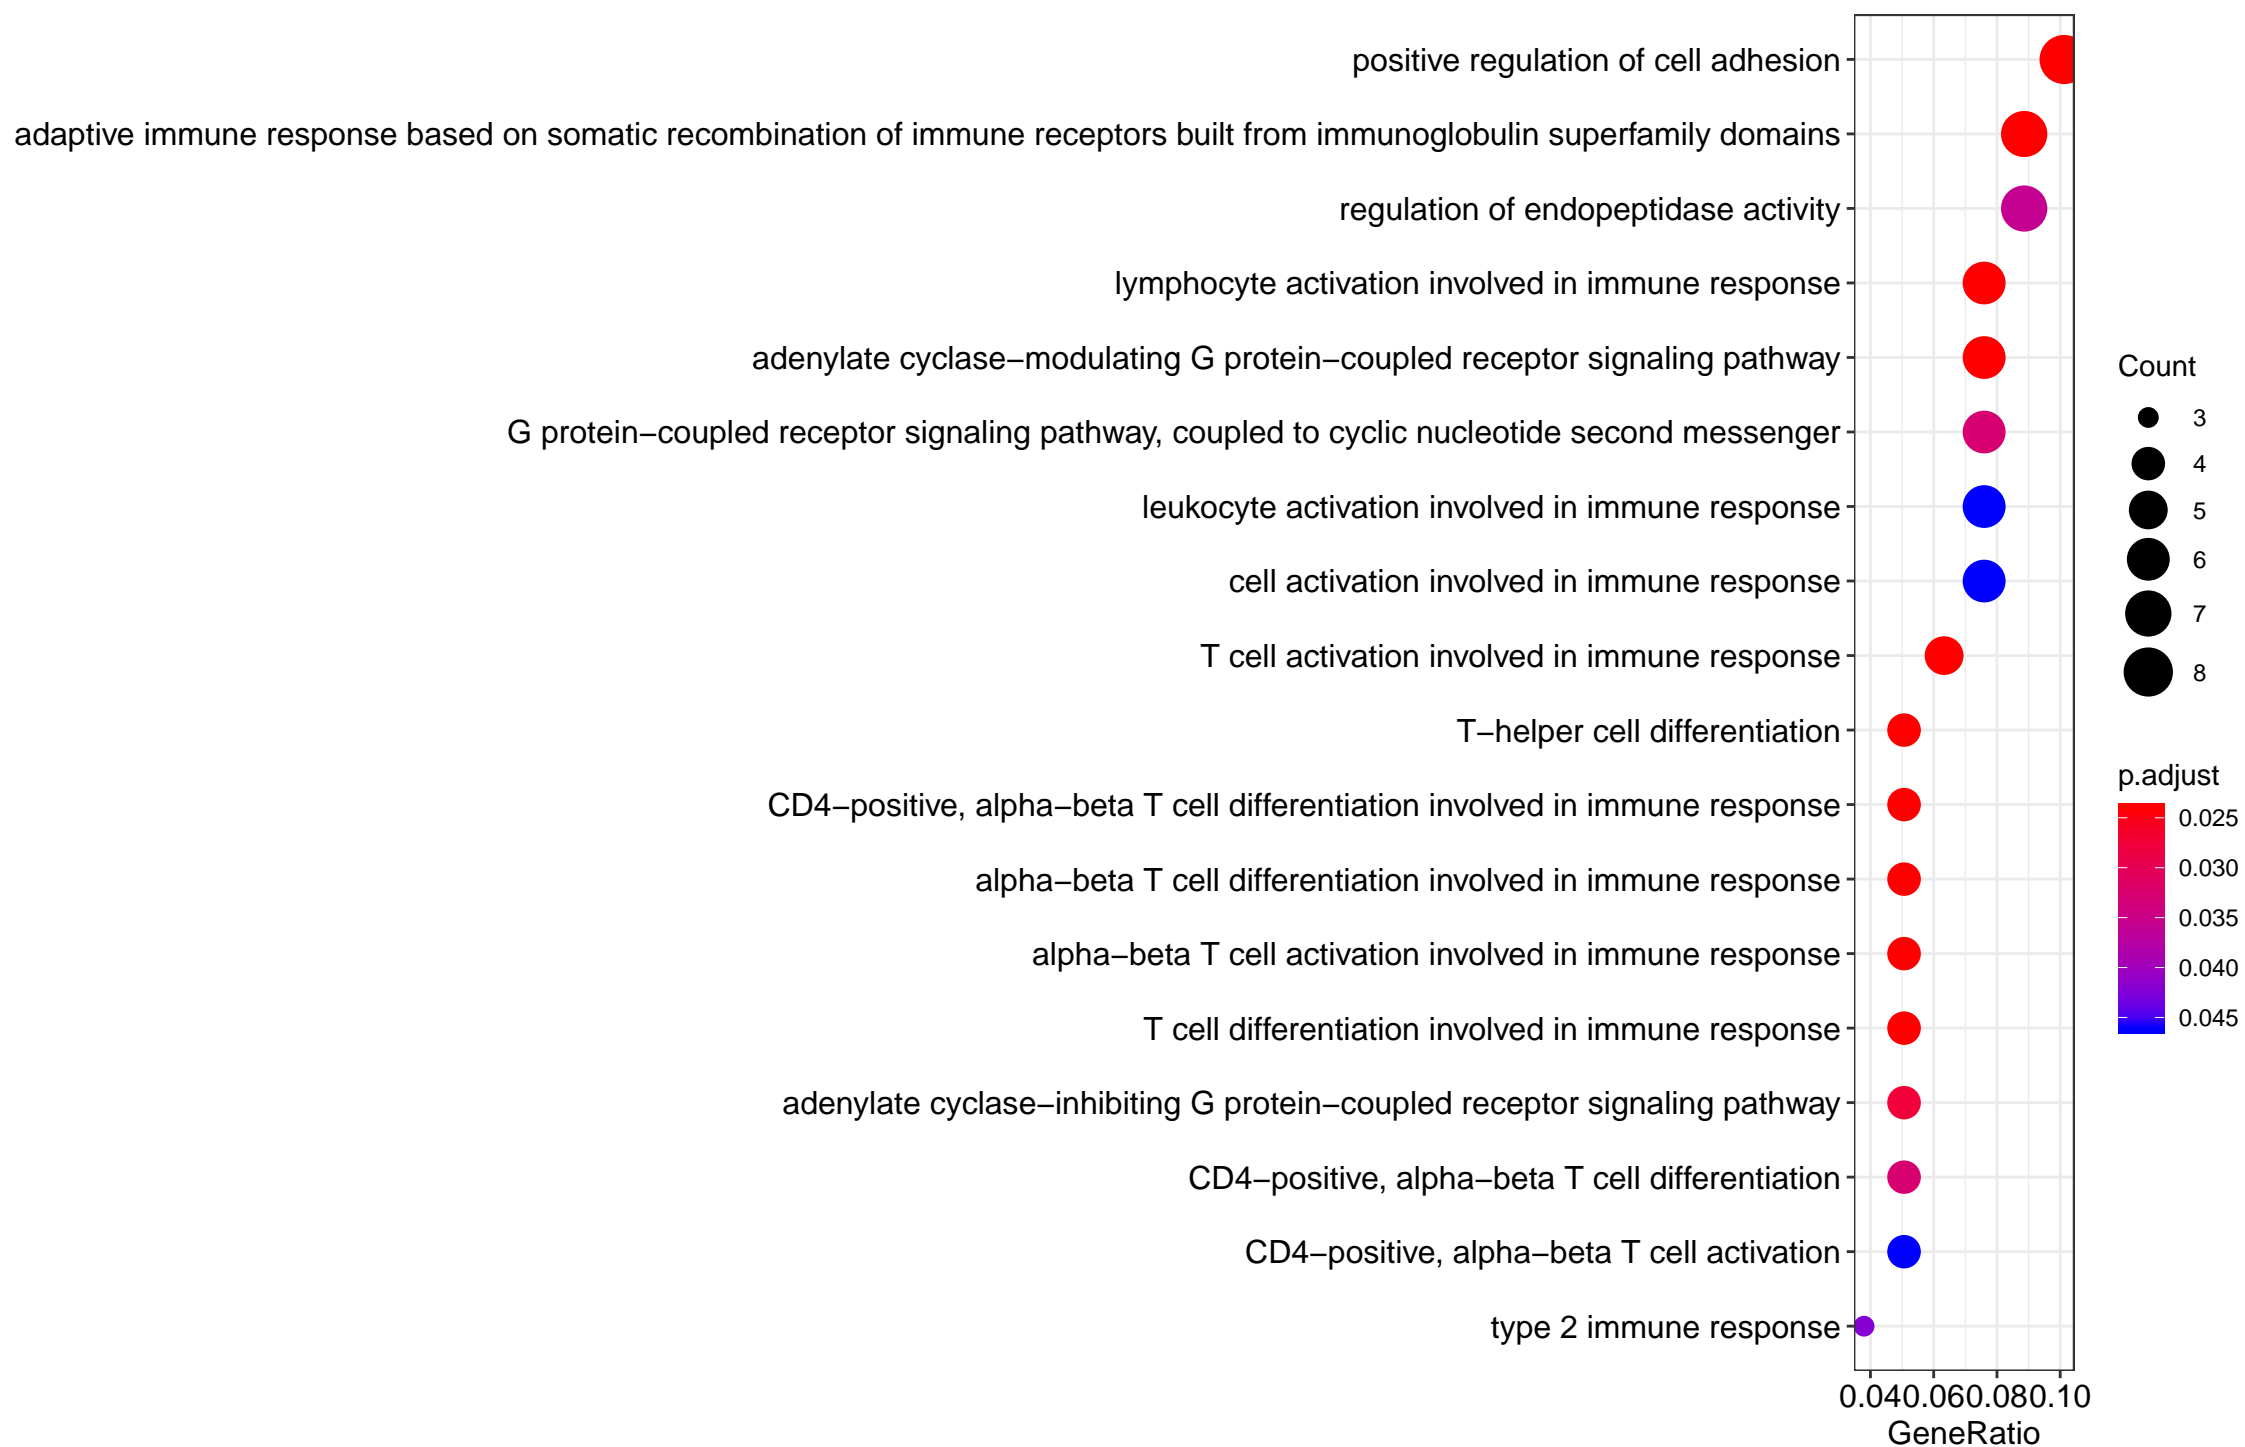 positive regulation of cell adhesion
adaptive immune response based on somatic recombination of immune receptors built from immunoglobulin superfamily domains
regulation of endopeptidase activity
lymphocyte activation involved in immune response
adenylate cyclase−modulating G protein−coupled receptor signaling pathway
G protein−coupled receptor signaling pathway, coupled to cyclic nucleotide second messenger
leukocyte activation involved in immune response
cell activation involved in immune response
T cell activation involved in immune response
T−helper cell differentiation
CD4−positive, alpha−beta T cell differentiation involved in immune response
alpha−beta T cell differentiation involved in immune response
alpha−beta T cell activation involved in immune response
T cell differentiation involved in immune response
adenylate cyclase−inhibiting G protein−coupled receptor signaling pathway
CD4−positive, alpha−beta T cell differentiation
CD4−positive, alpha−beta T cell activation
type 2 immune response
0.04 0.06 0.08 0.10
GeneRatio
Count
3
4
5
6
7
8
p.adjust
0.025
0.030
0.035
0.040
0.045